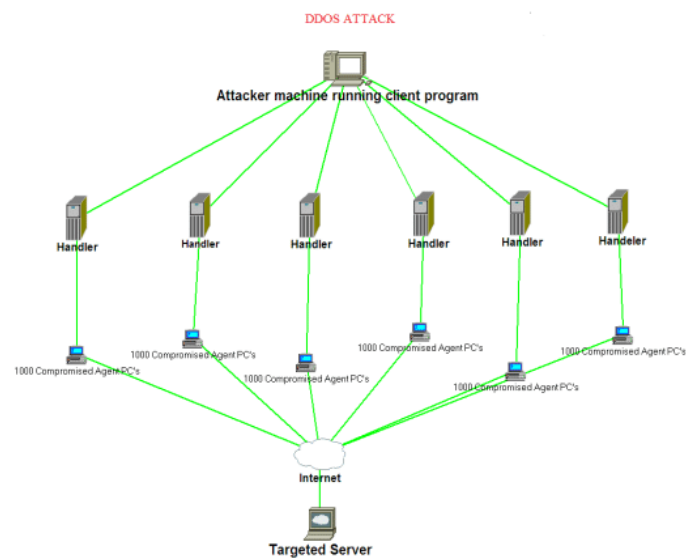 DDOS ATTACK
Attacker machine running client program
Handler
Handler
Handler
Handler
Handler
Handeler
1000 Compromised Agent PC's
1000 Compromised Agent PC's
1000 Compromised Agent PC's
1000 Compromised Agent PC's
1000 Compromised Agent PC's
1000 Compromised Agent PC's
Internet
Targeted Server